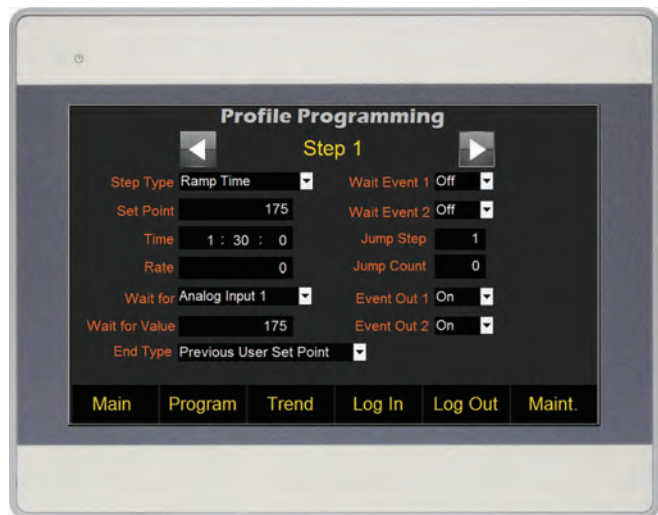 Profile Programming
Step 1
Step Type Ramp Time Wait Event 1 Off
Set Point 175 Wait Event 2 Off
Time 1 : 30 : 0 Jump Step 1
Rate 0 Jump Count 0
Wait for Analog Input 1 Event Out 1 On
Wait for Value 175 Event Out 2 On
End Type Previous User Set Point
Main Program Trend Log In Log Out Maint.